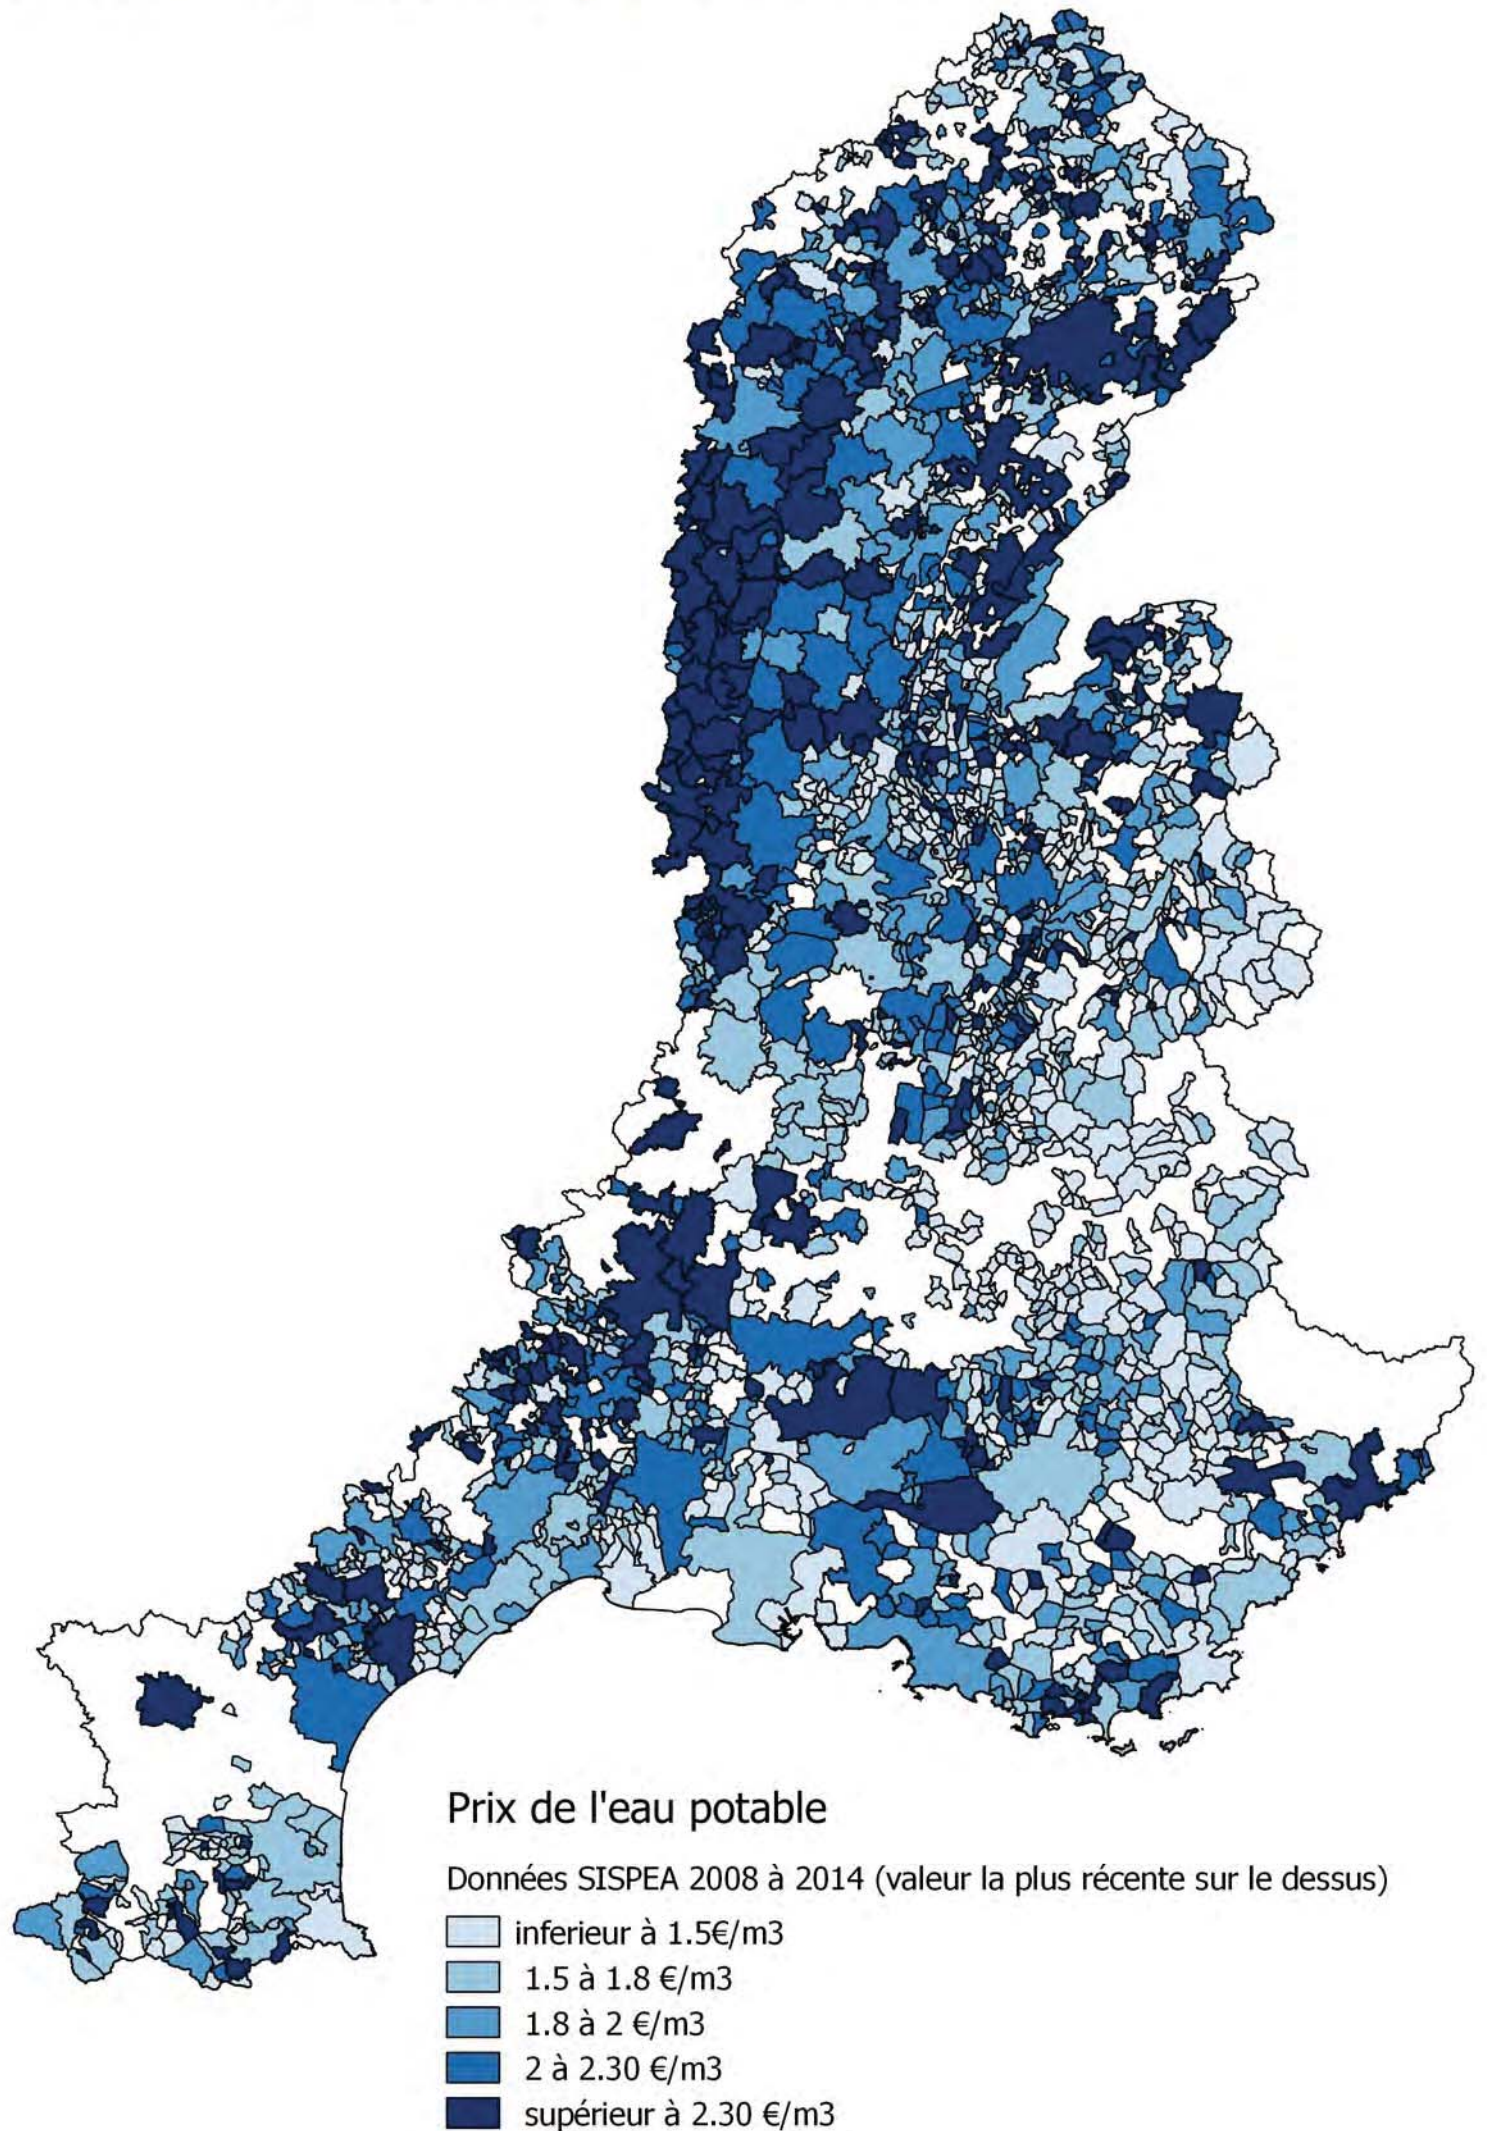 Prix de l'eau potable
Données SISPEA 2008 à 2014 (valeur la plus récente sur le dessus)
inferieur à 1.5€/m3
1.5 à 1.8 €/m3
1.8 à 2 €/m3
2 à 2.30 €/m3
supérieur à 2.30 €/m3